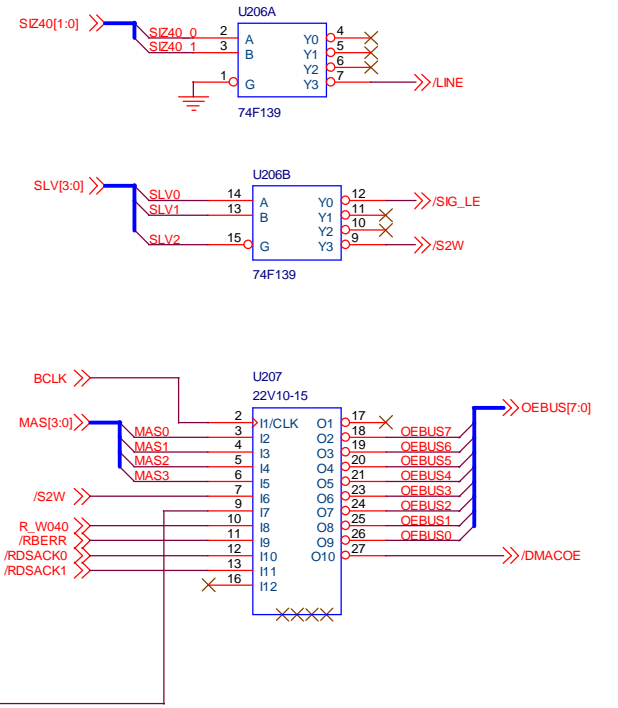 U206A
SIZ40[1:0]
SIZ40_0 2 A Y0 4
SIZ40_1 3 B Y1 5
Y2 6
1 G Y3 7 /LINE
74F139
U206B
SLV[3:0]
SLV0 14 A Y0 12 /SIG_LE
SLV1 13 B Y1 11
Y2 10
SLV2 15 G Y3 9 /S2W
74F139
BCLK
U207
22V10-15
MAS[3:0]
OEBUS[7:0]
2 I1/CLK O1 17
MAS0 3 I2 O2 18 OEBUS7
MAS1 4 I3 O3 19 OEBUS6
MAS2 5 I4 O4 20 OEBUS5
MAS3 6 I5 O5 21 OEBUS4
/S2W 7 I6 O6 23 OEBUS3
9 I7 O7 24 OEBUS2
R_W040 10 I8 O8 25 OEBUS1
/RBERR 11 I9 O9 26 OEBUS0
/RDSACK0 12 I10 O10 27 /DMACOE
/RDSACK1 13 I11
16 I12